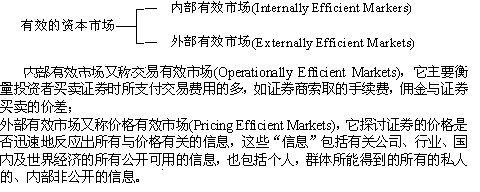 内部有效市场(Internally Efficient Markers)
有效的资本市场
外部有效市场(Externally Efficient Markets)
内部有效市场又称交易有效市场(Operationally Efficient Markets)，它主要衡
量投资者买卖证券时所支付交易费用的多，如证券商索取的手续费，佣金与证券
买卖的价差；
外部有效市场又称价格有效市场(Pricing Efficient Markets)，它探讨证券的价格是
否迅速地反应出所有与价格有关的信息，这些“信息”包括有关公司、行业、国
内及世界经济的所有公开可用的信息，也包括个人，群体所能得到的所有的私人
的、内部非公开的信息。